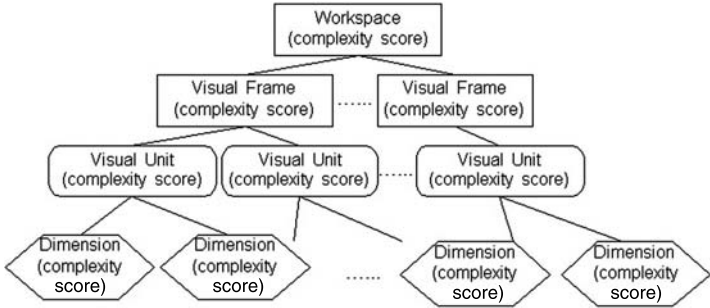 Workspace
(complexity score)
Visual Frame
(complexity score)
......
Visual Frame
(complexity score)
Visual Unit
(complexity score)
Visual Unit
(complexity score)
......
Visual Unit
(complexity score)
Dimension
(complexity
score)
Dimension
(complexity
score)
......
Dimension
(complexity
score)
Dimension
(complexity
score)